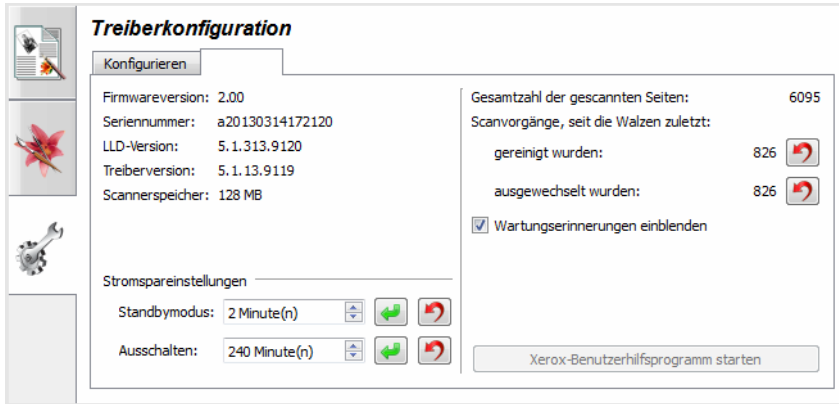 Treiberkonfiguration
Konfigurieren
Firmwareversion: 2.00
Seriennummer: a20130314172120
LLD-Version: 5.1.313.9120
Treiberversion: 5.1.13.9119
Scannerspeicher: 128 MB
Stromspareinstellungen
Standbymodus: 2 Minute(n)
Ausschalten: 240 Minute(n)
Gesamtzahl der gescannten Seiten: 6095
Scanvorgänge, seit die Walzen zuletzt:
gereinigt wurden: 826
ausgewechselt wurden: 826
Wartungserinnerungen einblenden
Xerox-Benutzerhilfsprogramm starten